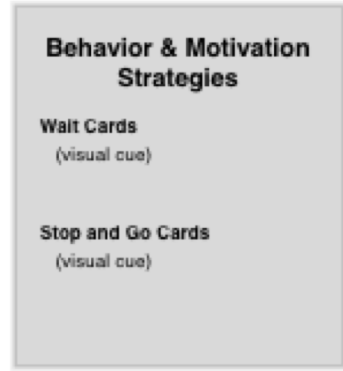 Behavior & Motivation
Strategies
Wait Cards
(visual cue)
Stop and Go Cards
(visual cue)